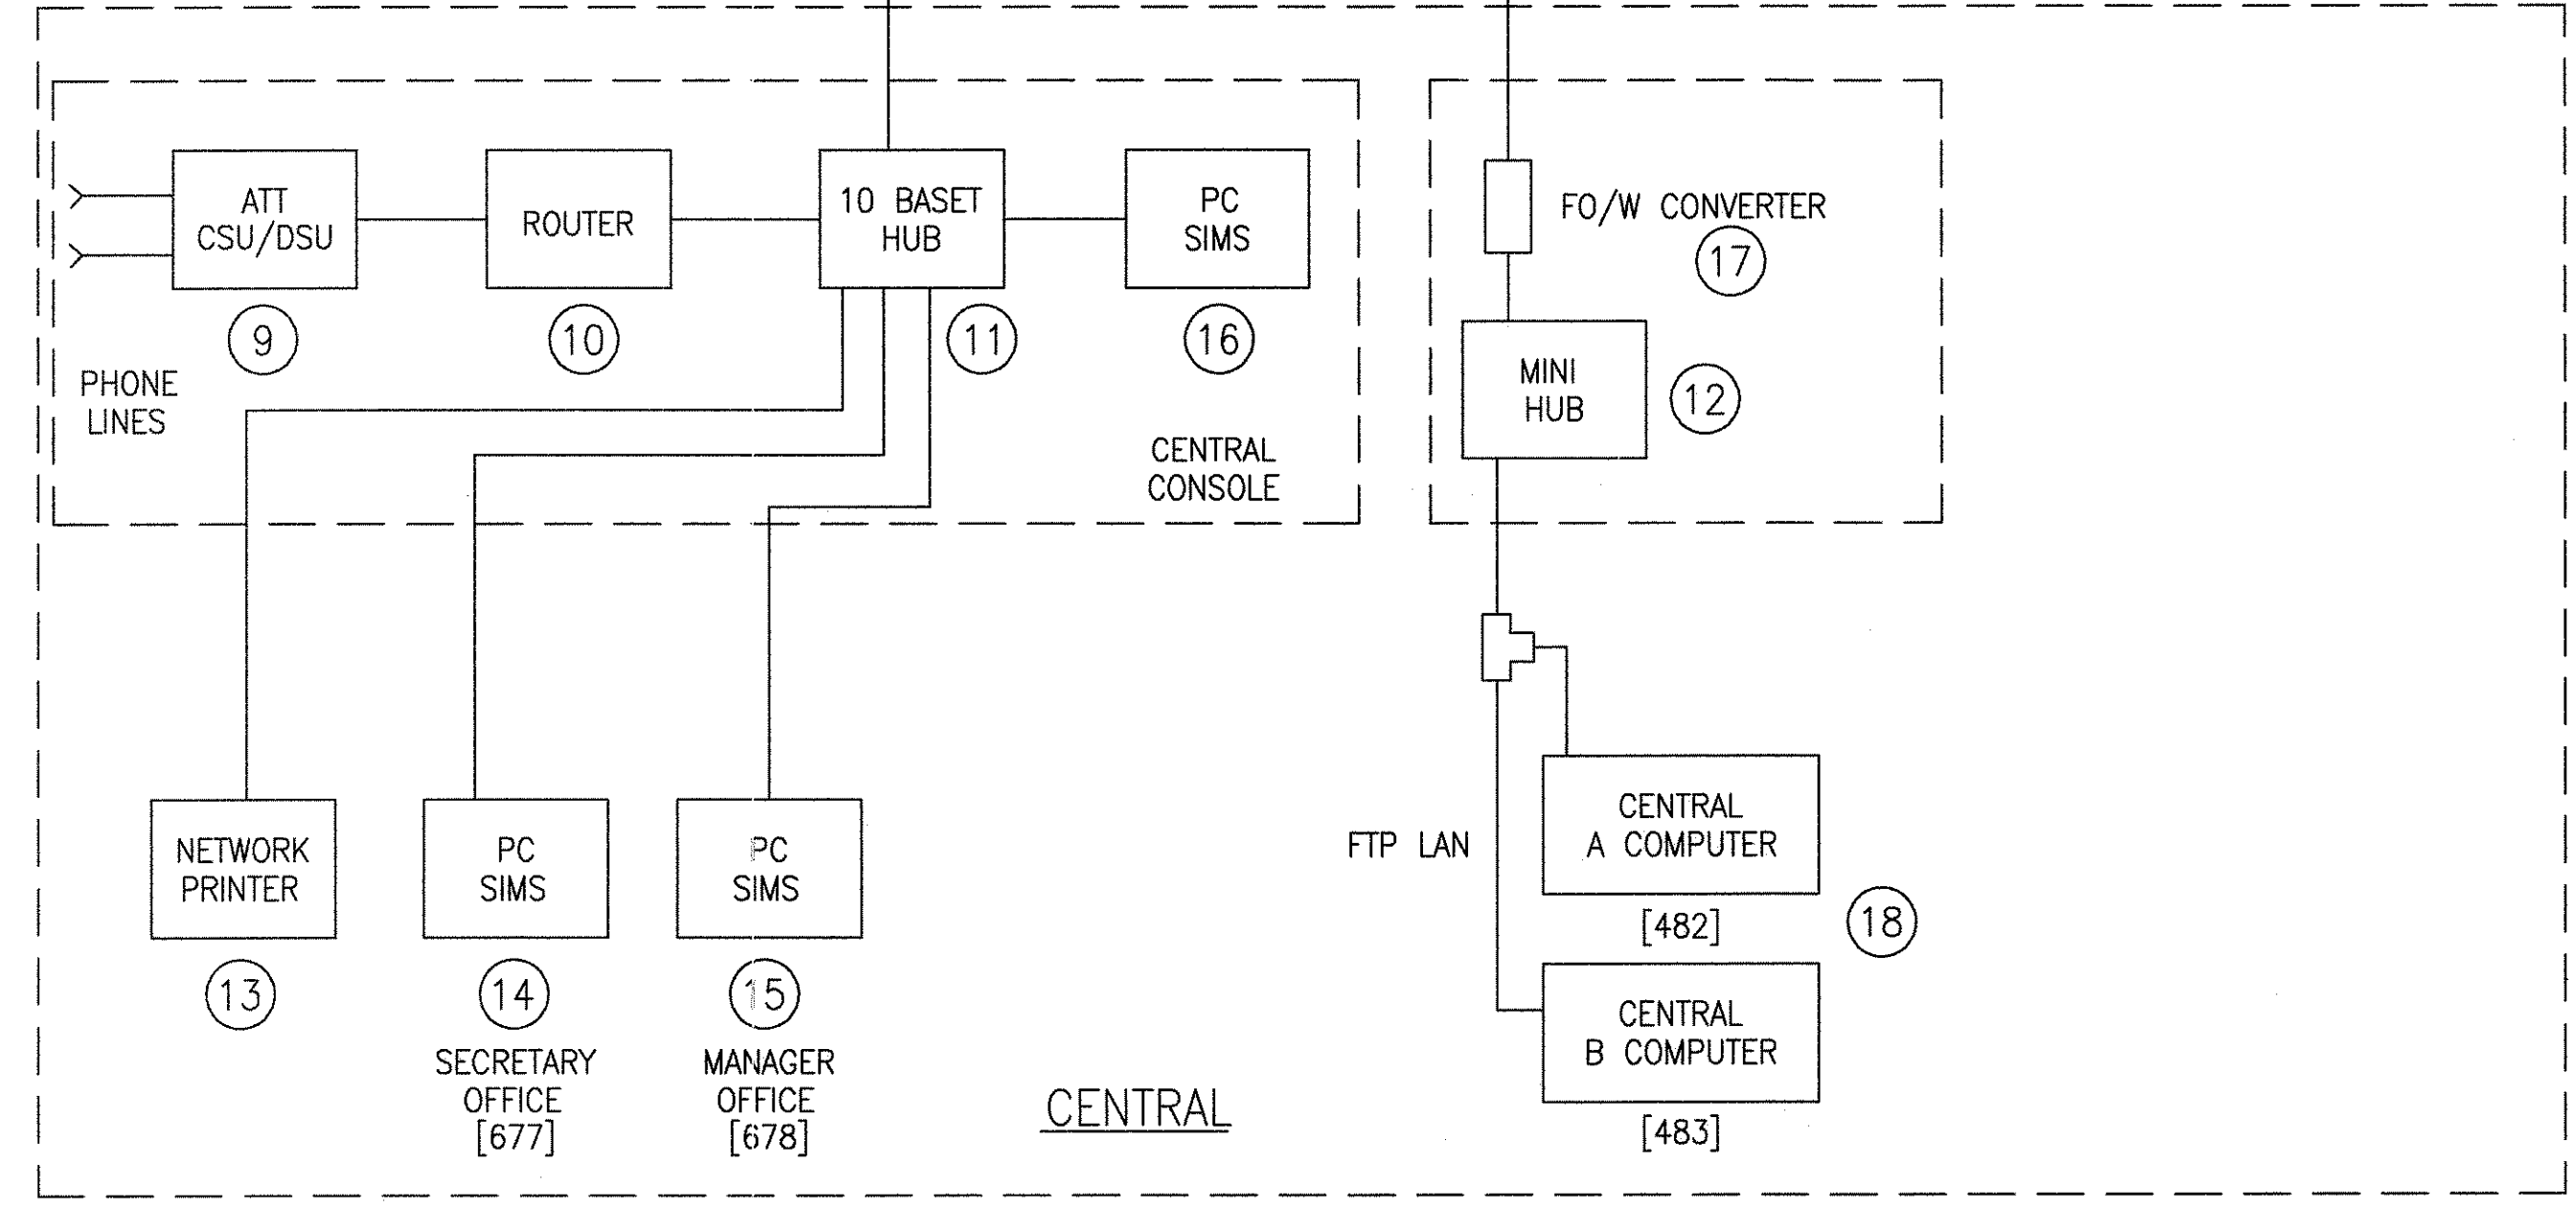 ATT
CSU/DSU
9
ROUTER
10
10 BASET
HUB
11
PC
SIMS
16
PHONE
LINES
CENTRAL
CONSOLE
FO/W CONVERTER
17
MINI
HUB
12
NETWORK
PRINTER
13
PC
SIMS
14
SECRETARY
OFFICE
[677]
PC
SIMS
15
MANAGER
OFFICE
[678]
CENTRAL
FTP LAN
CENTRAL
A COMPUTER
[482]
18
CENTRAL
B COMPUTER
[483]